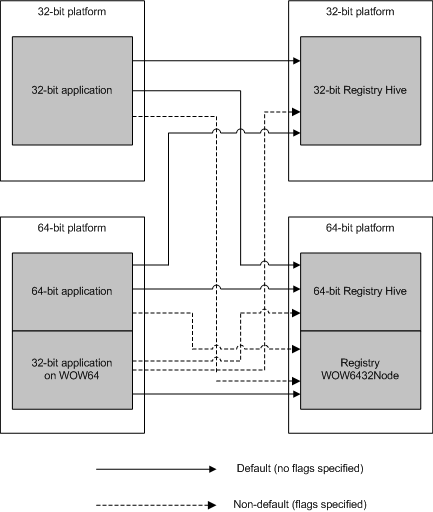 32-bit platform
32-bit platform
32-bit application
32-bit Registry Hive
64-bit platform
64-bit platform
64-bit application
64-bit Registry Hive
32-bit application
on WOW64
Registry
WOW6432Node
Default (no flags specified)
Non-default (flags specified)